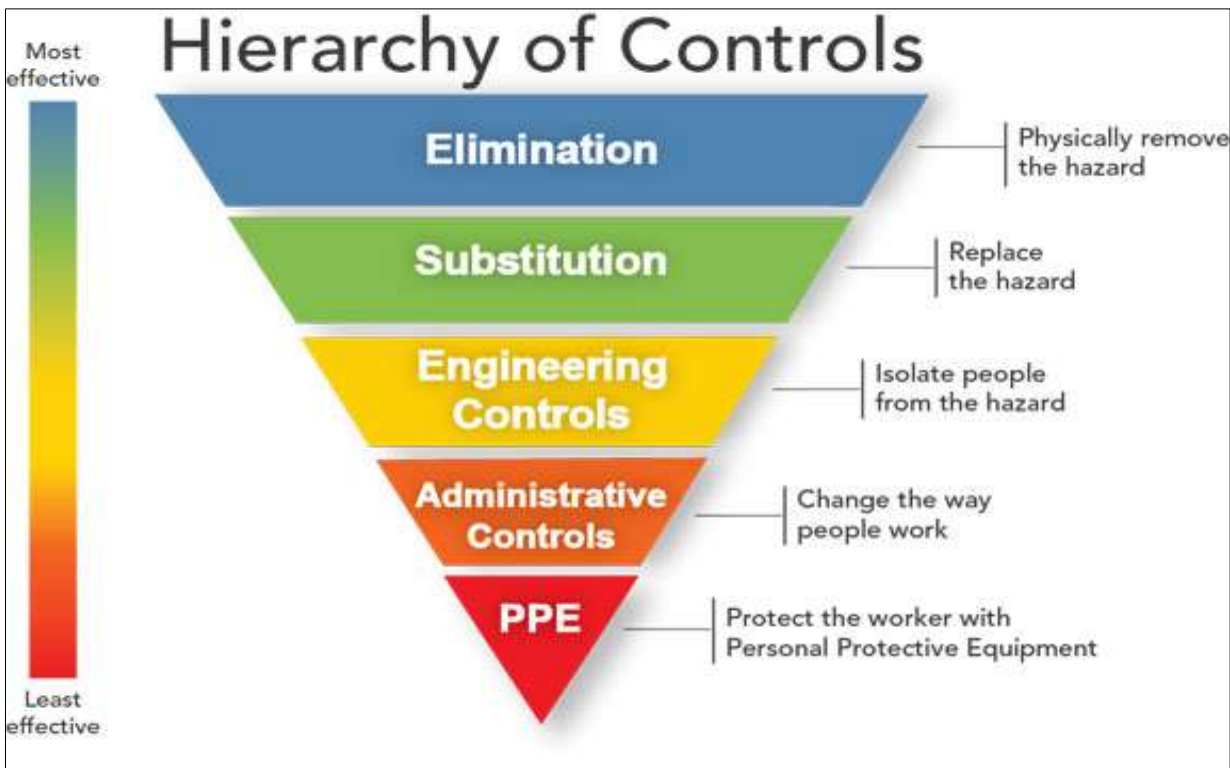 Hierarchy of Controls
Most
effective
Elimination
Physically remove
the hazard
Substitution
Replace
the hazard
Engineering
Controls
Isolate people
from the hazard
Administrative
Controls
Change the way
people work
PPE
Protect the worker with
Personal Protective Equipment
Least
effective